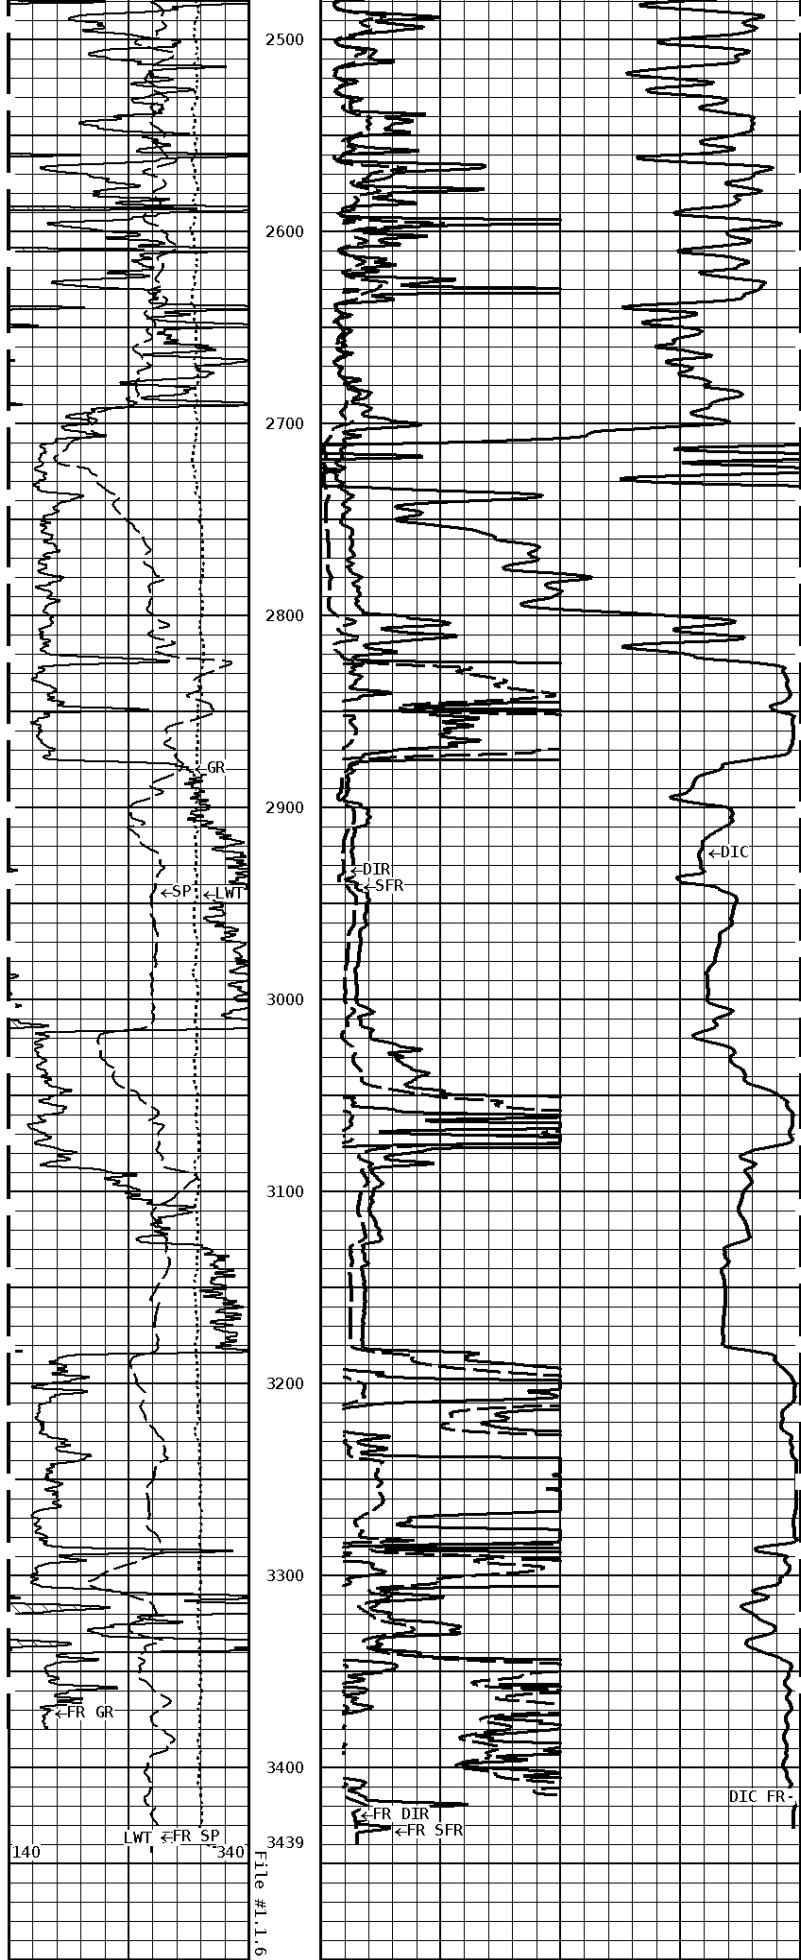 2500
2600
2700
2800
←GR
2900
←DIC
←DIR
←SFR
←SP
←LWT
3000
3100
3200
3300
←FR GR
3400
DIC FR-
←FR DIR
←FR SFR
LWT ←FR SP
3439
140 340
File #1.1.6